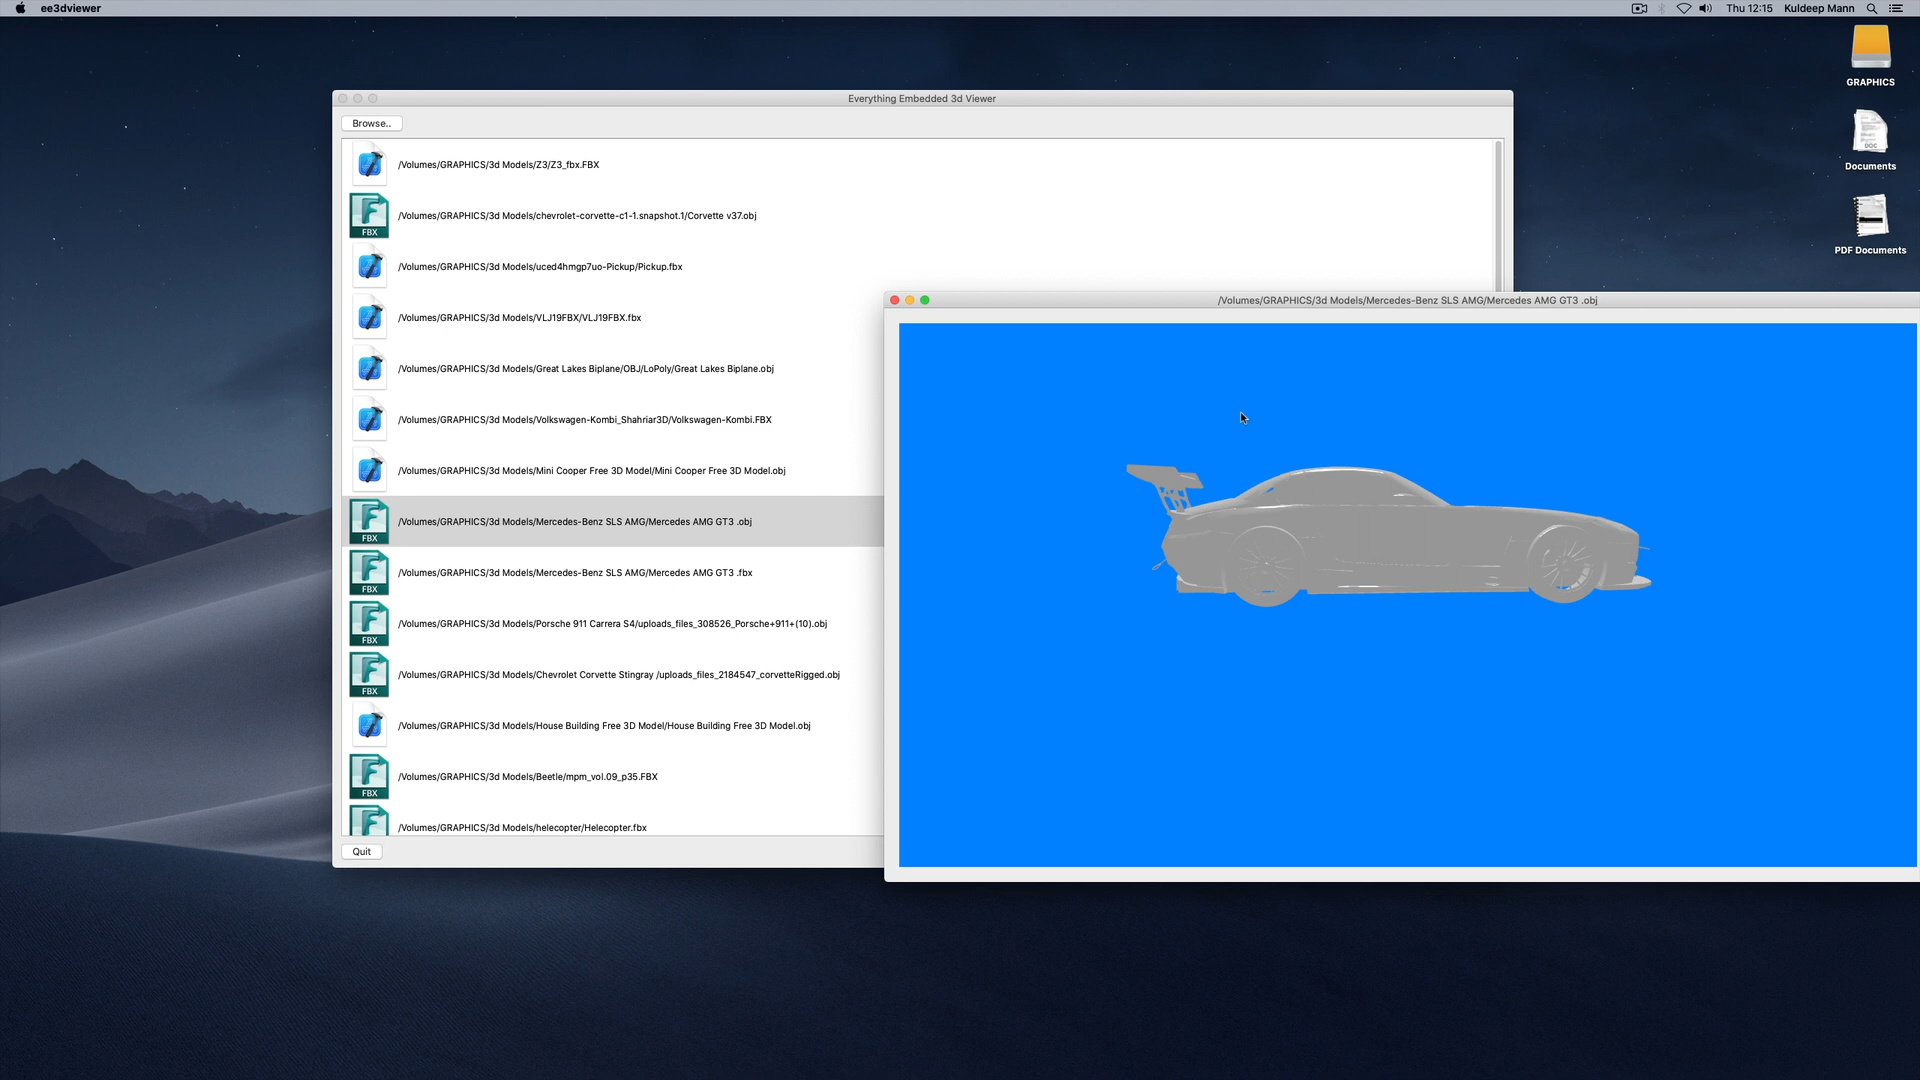 ee3dviewer
Thu 12:15
Kuldeep Mann
GRAPHICS
DOC
Documents
PDF Documents
Everything Embedded 3d Viewer
Browse..
/Volumes/GRAPHICS/3d Models/Z3/Z3_fbx.FBX
FBX
/Volumes/GRAPHICS/3d Models/chevrolet-corvette-c1-1.snapshot.1/Corvette v37.obj
/Volumes/GRAPHICS/3d Models/uced4hmgp7uo-Pickup/Pickup.fbx
/Volumes/GRAPHICS/3d Models/VLJ19FBX/VLJ19FBX.fbx
/Volumes/GRAPHICS/3d Models/Great Lakes Biplane/OBJ/LoPoly/Great Lakes Biplane.obj
/Volumes/GRAPHICS/3d Models/Volkswagen-Kombi_Shahriar3D/Volkswagen-Kombi.FBX
/Volumes/GRAPHICS/3d Models/Mini Cooper Free 3D Model/Mini Cooper Free 3D Model.obj
FBX
/Volumes/GRAPHICS/3d Models/Mercedes-Benz SLS AMG/Mercedes AMG GT3 .obj
FBX
/Volumes/GRAPHICS/3d Models/Mercedes-Benz SLS AMG/Mercedes AMG GT3 .fbx
FBX
/Volumes/GRAPHICS/3d Models/Porsche 911 Carrera S4/uploads_files_308526_Porsche+911+(10).obj
FBX
/Volumes/GRAPHICS/3d Models/Chevrolet Corvette Stingray /uploads_files_2184547_corvetteRigged.obj
/Volumes/GRAPHICS/3d Models/House Building Free 3D Model/House Building Free 3D Model.obj
FBX
/Volumes/GRAPHICS/3d Models/Beetle/mpm_vol.09_p35.FBX
/Volumes/GRAPHICS/3d Models/helecopter/Helecopter.fbx
Quit
/Volumes/GRAPHICS/3d Models/Mercedes-Benz SLS AMG/Mercedes AMG GT3 .obj